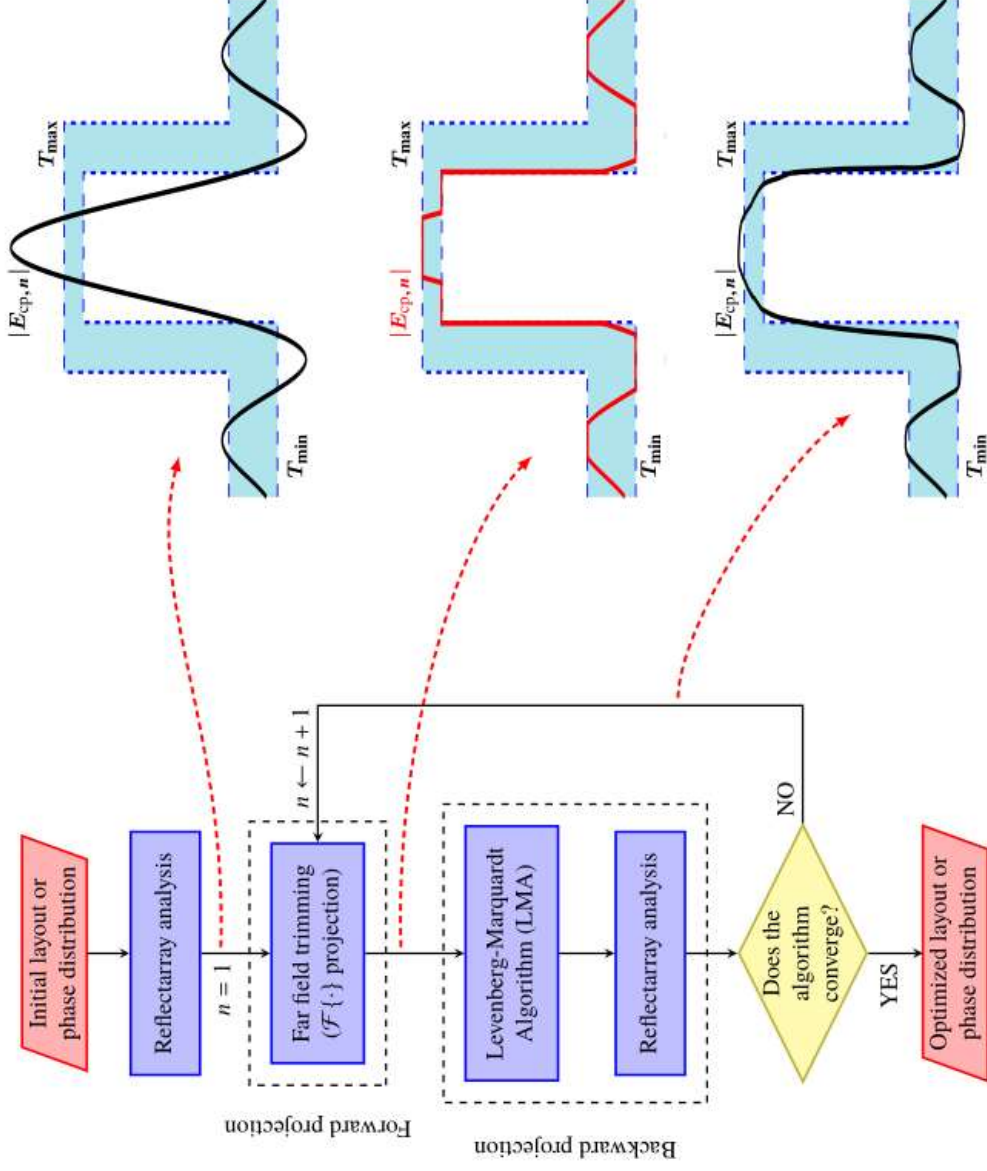 Initial layout or
phase distribution
Reflectarray analysis
n = 1
Forward projection
Far field trimming
(ℱ{·} projection)
n ← n + 1
Backward projection
Levenberg-Marquardt
Algorithm (LMA)
Reflectarray analysis
Does the
algorithm
converge?
NO
YES
Optimized layout or
phase distribution
|E_cp,n|
T_max
T_min
|E_cp,n|
T_max
T_min
|E_cp,n|
T_max
T_min